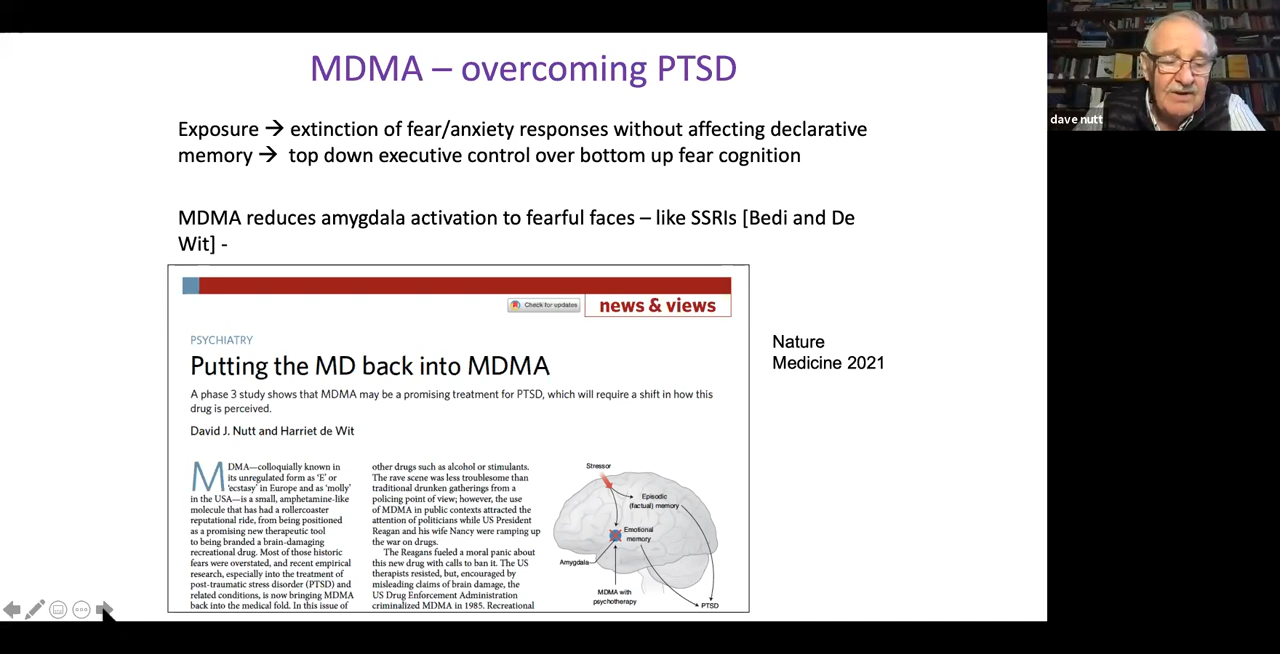 MDMA – overcoming PTSD
Exposure → extinction of fear/anxiety responses without affecting declarative
memory → top down executive control over bottom up fear cognition
MDMA reduces amygdala activation to fearful faces – like SSRIs [Bedi and De
Wit] -
Check for updates
news & views
PSYCHIATRY
Putting the MD back into MDMA
A phase 3 study shows that MDMA may be a promising treatment for PTSD, which will require a shift in how this
drug is perceived.
David J. Nutt and Harriet de Wit
MDMA—colloquially known in
its unregulated form as ‘E’ or
‘ecstasy’ in Europe and as ‘molly’
in the USA—is a small, amphetamine-like
molecule that has had a rollercoaster
reputational ride, from being positioned
as a promising new therapeutic tool
to being branded a brain-damaging
recreational drug. Most of those historic
fears were overstated, and recent empirical
research, especially into the treatment of
post-traumatic stress disorder (PTSD) and
related conditions, is now bringing MDMA
back into the medical fold. In this issue of
other drugs such as alcohol or stimulants.
The rave scene was less troublesome than
traditional drunken gatherings from a
policing point of view; however, the use
of MDMA in public contexts attracted the
attention of politicians while US President
Reagan and his wife Nancy were ramping up
the war on drugs.
The Reagans fueled a moral panic about
this new drug with calls to ban it. The US
therapists resisted, but, encouraged by
misleading claims of brain damage, the
US Drug Enforcement Administration
criminalized MDMA in 1985. Recreational
Stressor
Episodic
(factual) memory
Emotional
memory
Amygdala
MDMA with
psychotherapy
PTSD
Nature
Medicine 2021
dave nutt